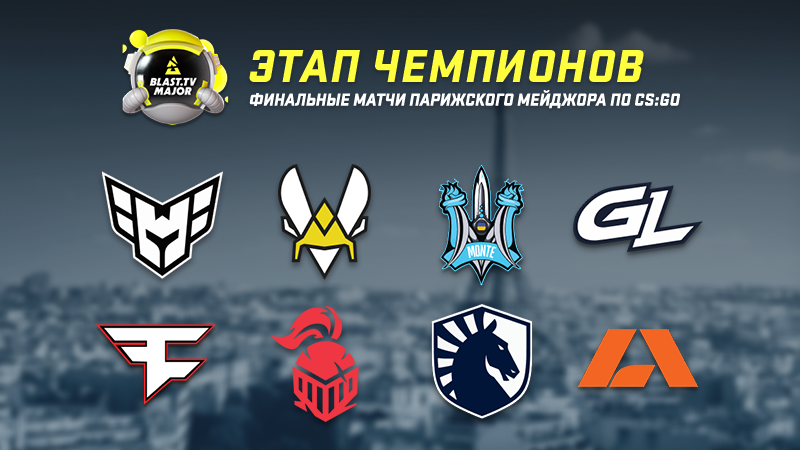 BLAST.TV
MAJOR
ЭТАП ЧЕМПИОНОВ
ФИНАЛЬНЫЕ МАТЧИ ПАРИЖСКОГО МЕЙДЖОРА ПО CS:GO
MONTE
GL